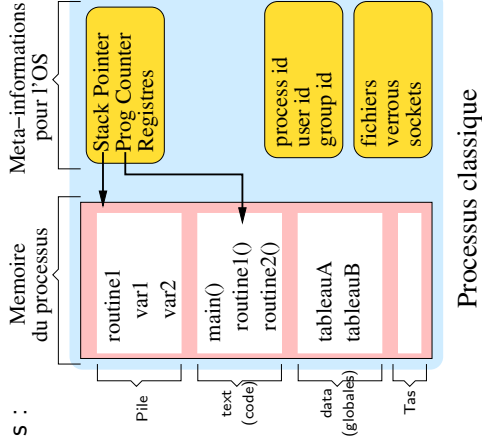 s :
Memoire
du processus
Meta−informations
pour l'OS
Pile
routine1
var1
var2
Stack Pointer
Prog Counter
Registres
text
(code)
main()
routine1()
routine2()
data
(globales)
tableauA
tableauB
process id
user id
group id
Tas
fichiers
verrous
sockets
Processus classique